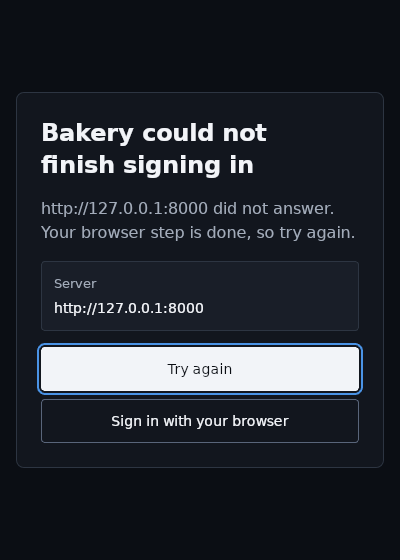 Bakery could not
finish signing in
http://127.0.0.1:8000 did not answer.
Your browser step is done, so try again.
Server
http://127.0.0.1:8000
Try again
Sign in with your browser